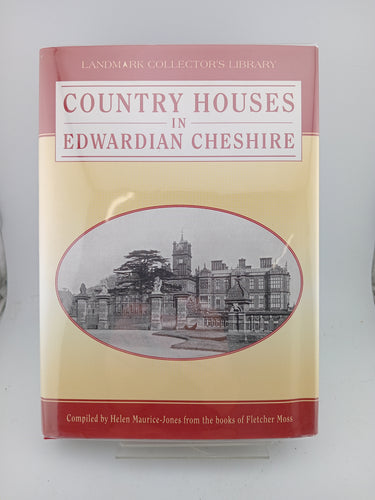 LANDMARK COLLECTOR'S LIBRARY
COUNTRY HOUSES
IN
EDWARDIAN CHESHIRE
Compiled by Helen Maurice-Jones from the books of Fletcher Moss